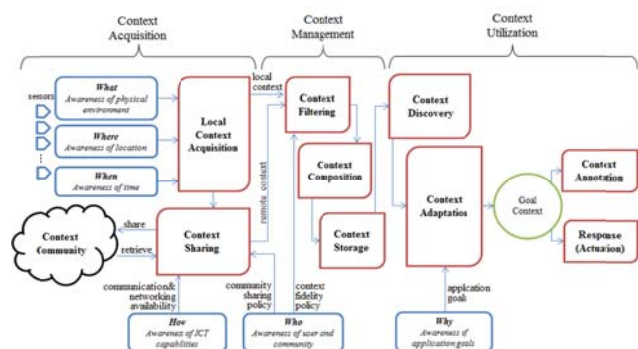 Context
Acquisition
Context
Management
Context
Utilization
sensors
What
Awareness of physical
environment
Where
Awareness of location
When
Awareness of time
Local
Context
Acquisition
local
context
Context
Filtering
Context
Composition
Context
Storage
Context
Discovery
Context
Adaptation
Goal
Context
Context
Annotation
Response
(Actuation)
Context
Community
share
retrieve
Context
Sharing
remote context
communication&
networking
availability
community
sharing
policy
context
fidelity
policy
application
goals
How
Awareness of ICT
capabilities
Who
Awareness of user and
community
Why
Awareness of
application goals